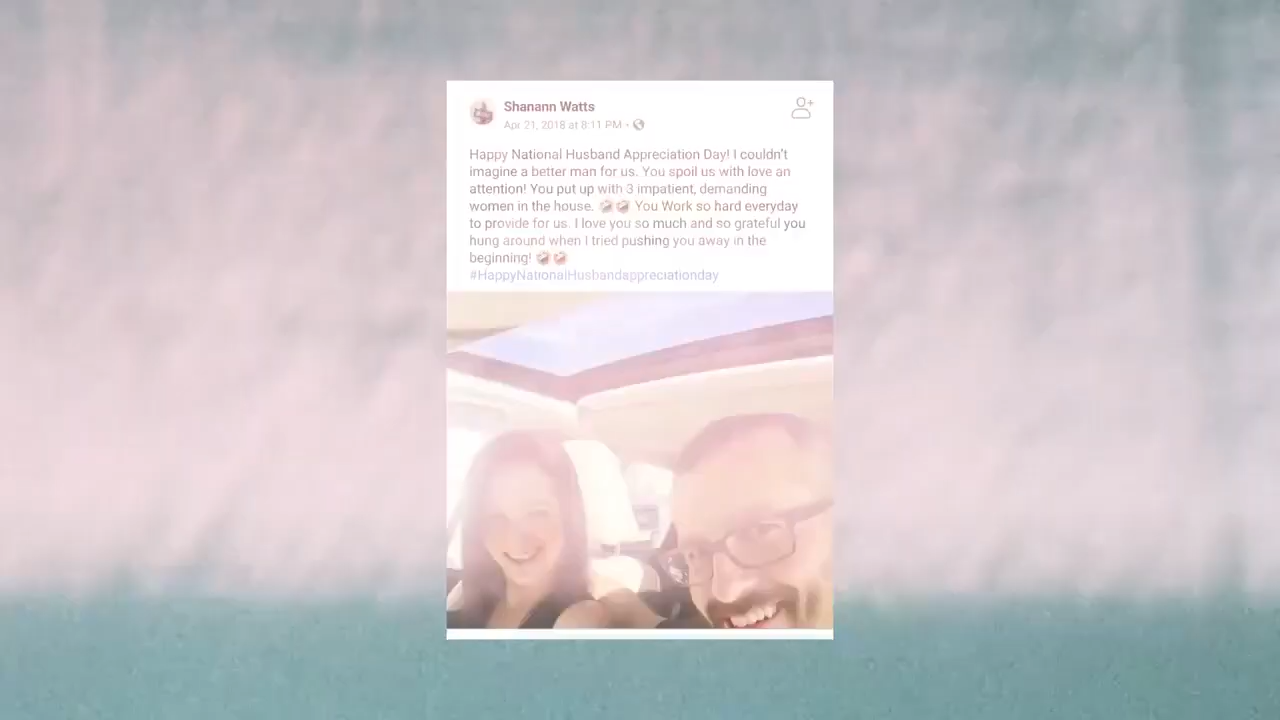 Shanann Watts
Apr 21, 2018 at 8:11 PM •
Happy National Husband Appreciation Day! I couldn't
imagine a better man for us. You spoil us with love an
attention! You put up with 3 impatient, demanding
women in the house. You Work so hard everyday
to provide for us. I love you so much and so grateful you
hung around when I tried pushing you away in the
beginning!
#HappyNationalHusbandappreciationday